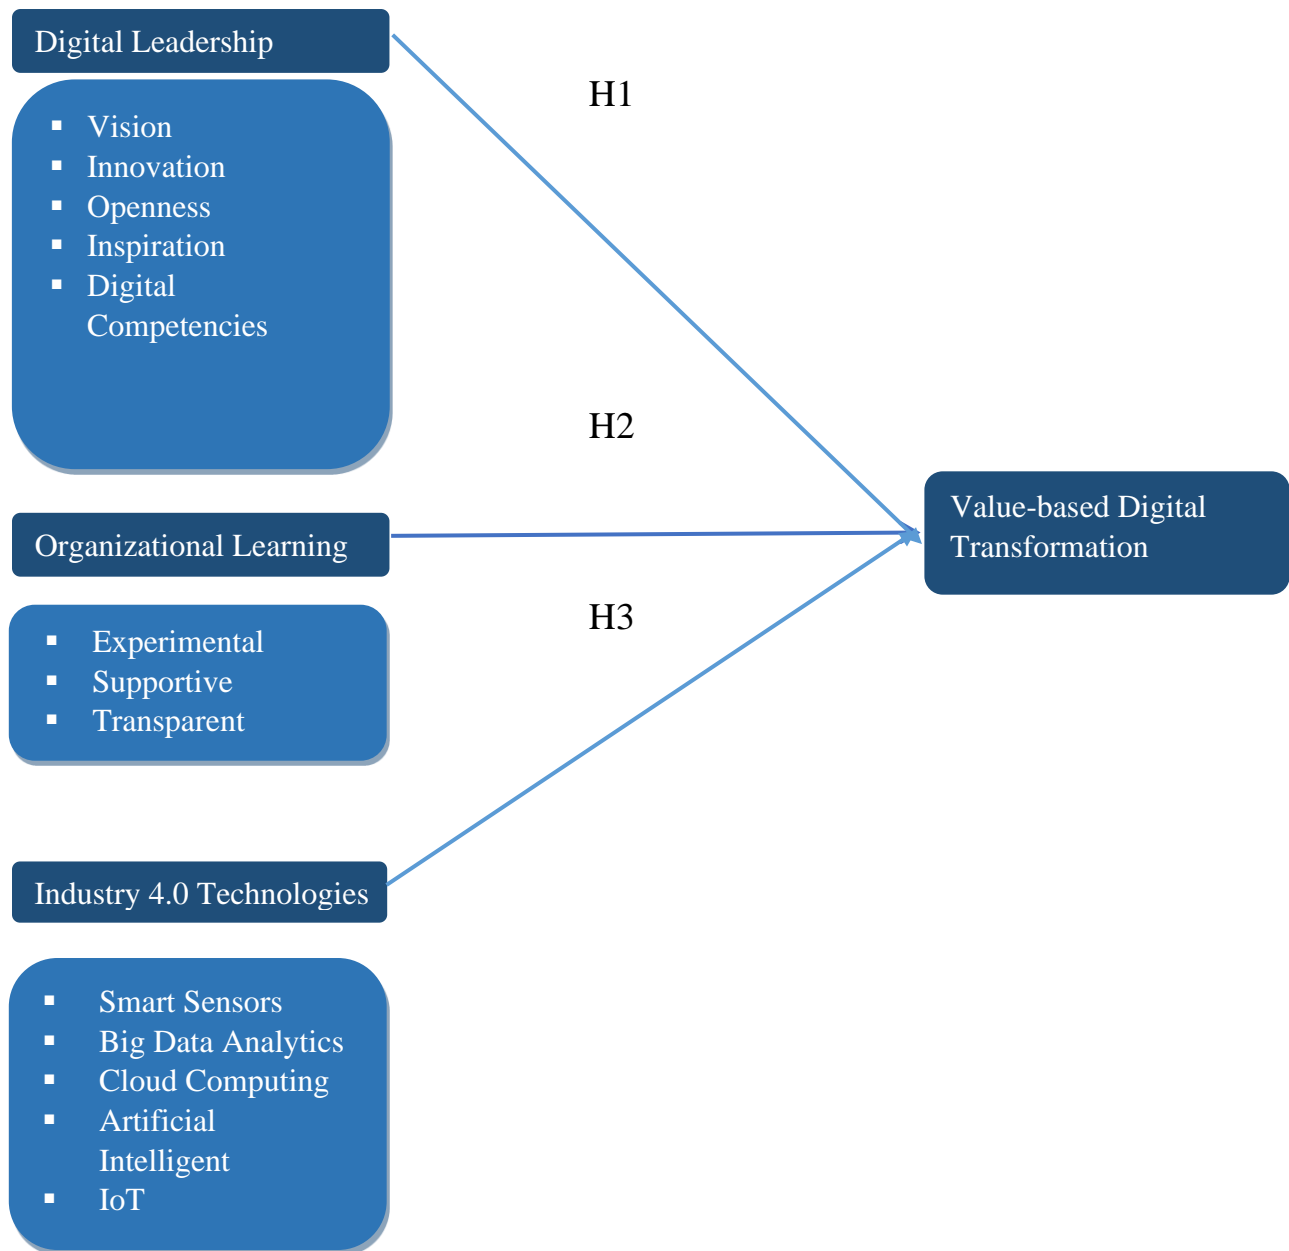 Digital Leadership
▪ Vision
▪ Innovation
▪ Openness
▪ Inspiration
▪ Digital
Competencies
H1
H2
Organizational Learning
▪ Experimental
▪ Supportive
▪ Transparent
H3
Value-based Digital
Transformation
Industry 4.0 Technologies
▪ Smart Sensors
▪ Big Data Analytics
▪ Cloud Computing
▪ Artificial
Intelligent
▪ IoT